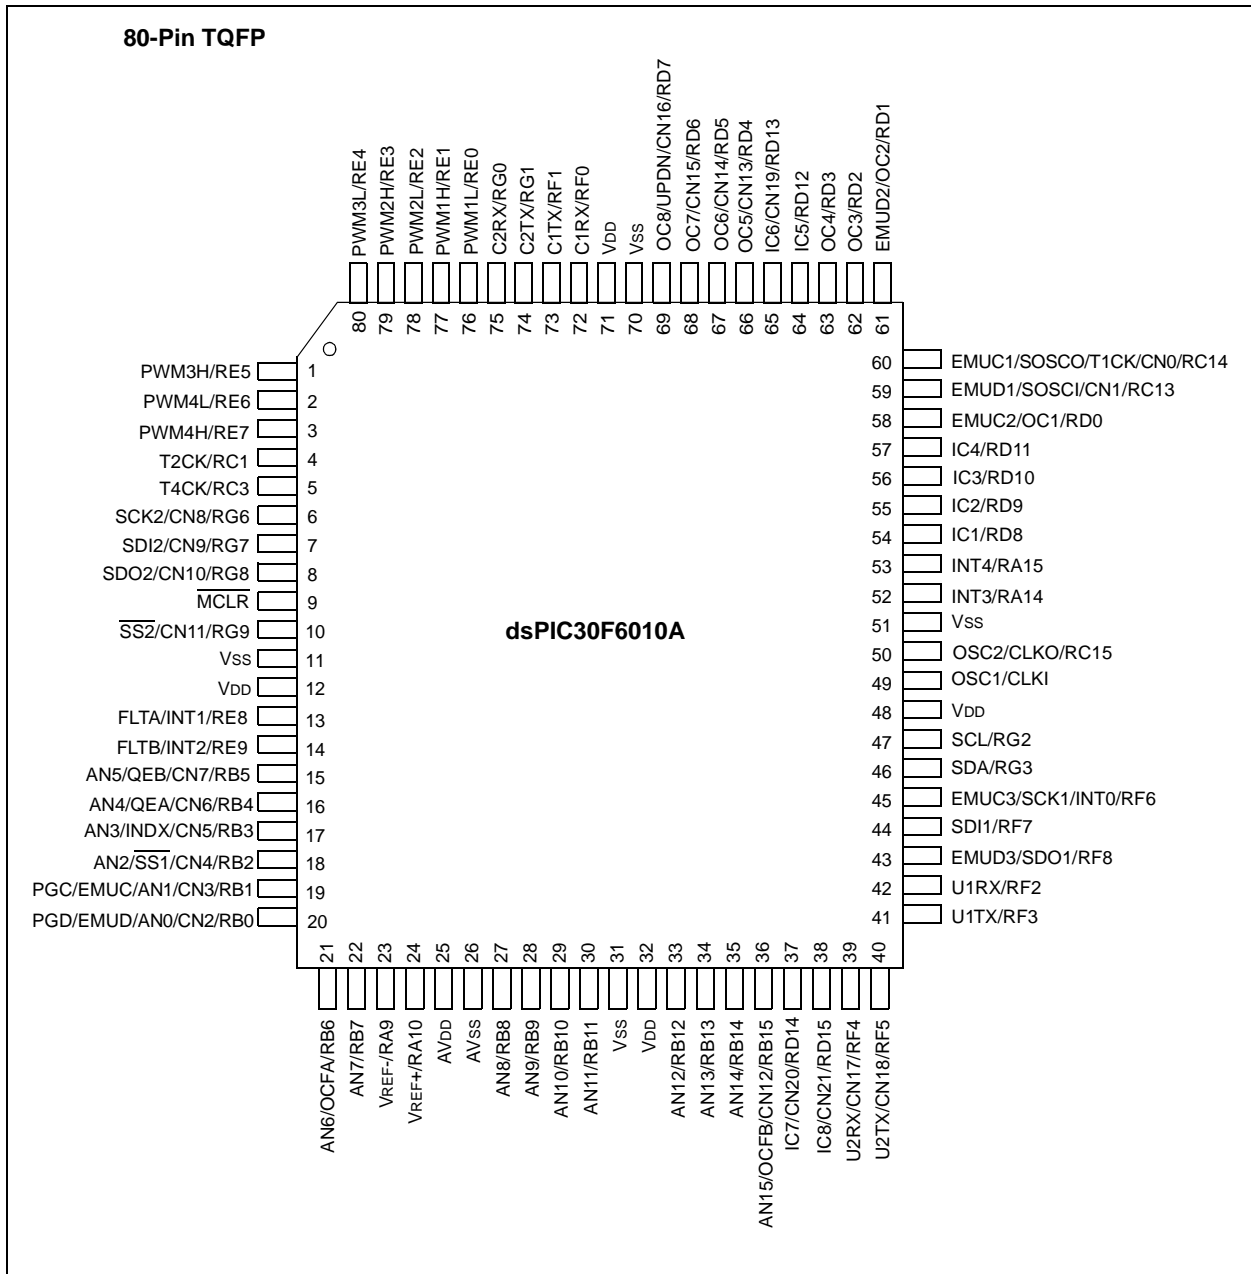 80-Pin TQFP
PWM3L/RE4
PWM2H/RE3
PWM2L/RE2
PWM1H/RE1
PWM1L/RE0
C2RX/RG0
C2TX/RG1
C1TX/RF1
C1RX/RF0
VDD
VSS
OC8/UPDN/CN16/RD7
OC7/CN15/RD6
OC6/CN14/RD5
OC5/CN13/RD4
IC6/CN19/RD13
IC5/RD12
OC4/RD3
OC3/RD2
EMUD2/OC2/RD1
80
79
78
77
76
75
74
73
72
71
70
69
68
67
66
65
64
63
62
61
PWM3H/RE5 1
PWM4L/RE6 2
PWM4H/RE7 3
T2CK/RC1 4
T4CK/RC3 5
SCK2/CN8/RG6 6
SDI2/CN9/RG7 7
SDO2/CN10/RG8 8
MCLR 9
SS2/CN11/RG9 10
VSS 11
VDD 12
FLTA/INT1/RE8 13
FLTB/INT2/RE9 14
AN5/QEB/CN7/RB5 15
AN4/QEA/CN6/RB4 16
AN3/INDX/CN5/RB3 17
AN2/SS1/CN4/RB2 18
PGC/EMUC/AN1/CN3/RB1 19
PGD/EMUD/AN0/CN2/RB0 20
dsPIC30F6010A
60 EMUC1/SOSCO/T1CK/CN0/RC14
59 EMUD1/SOSCI/CN1/RC13
58 EMUC2/OC1/RD0
57 IC4/RD11
56 IC3/RD10
55 IC2/RD9
54 IC1/RD8
53 INT4/RA15
52 INT3/RA14
51 VSS
50 OSC2/CLKO/RC15
49 OSC1/CLKI
48 VDD
47 SCL/RG2
46 SDA/RG3
45 EMUC3/SCK1/INT0/RF6
44 SDI1/RF7
43 EMUD3/SDO1/RF8
42 U1RX/RF2
41 U1TX/RF3
21
22
23
24
25
26
27
28
29
30
31
32
33
34
35
36
37
38
39
40
AN6/OCFA/RB6
AN7/RB7
VREF-/RA9
VREF+/RA10
AVDD
AVSS
AN8/RB8
AN9/RB9
AN10/RB10
AN11/RB11
VSS
VDD
AN12/RB12
AN13/RB13
AN14/RB14
AN15/OCFB/CN12/RB15
IC7/CN20/RD14
IC8/CN21/RD15
U2RX/CN17/RF4
U2TX/CN18/RF5